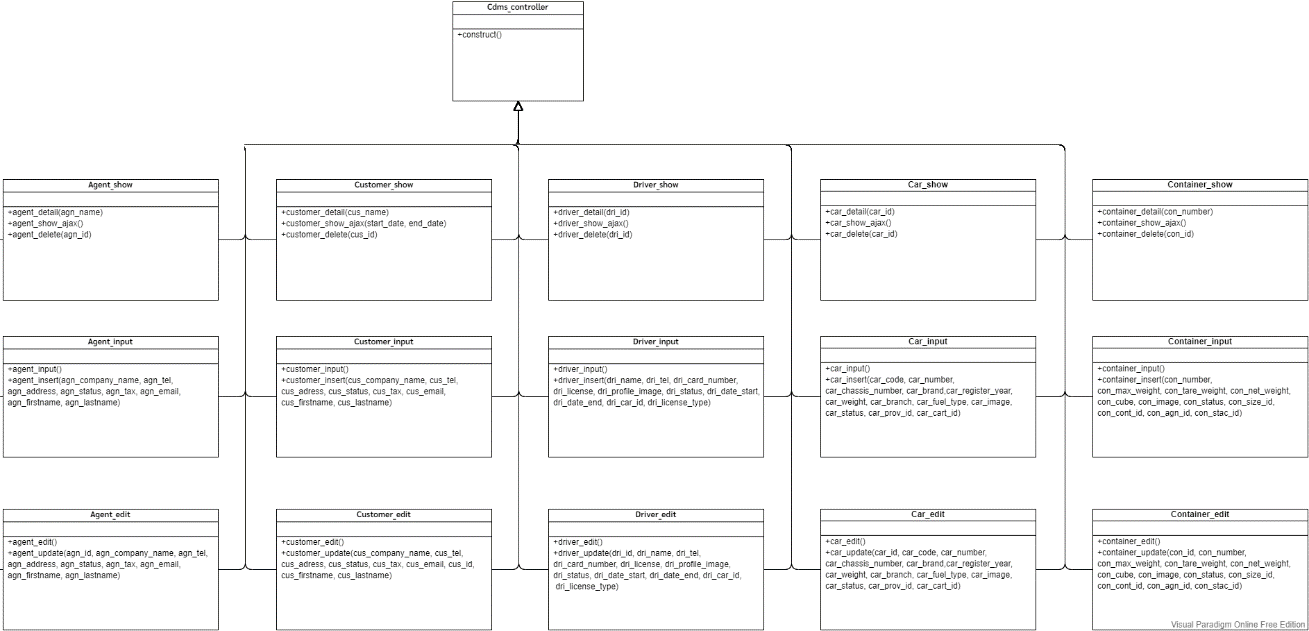 Cdms_controller
+construct()
Agent_show
+agent_detail(agn_name)
+agent_show_ajax()
+agent_delete(agn_id)
Customer_show
+customer_detail(cus_name)
+customer_show_ajax(start_date, end_date)
+customer_delete(cus_id)
Driver_show
+driver_detail(dri_id)
+driver_show_ajax()
+driver_delete(dri_id)
Car_show
+car_detail(car_id)
+car_show_ajax()
+car_delete(car_id)
Container_show
+container_detail(con_number)
+container_show_ajax()
+container_delete(con_id)
Agent_input
+agent_input()
+agent_insert(agn_company_name, agn_tel,
agn_address, agn_status, agn_tax, agn_email,
agn_firstname, agn_lastname)
Customer_input
+customer_input()
+customer_insert(cus_company_name, cus_tel,
cus_adress, cus_status, cus_tax, cus_email,
cus_firstname, cus_lastname)
Driver_input
+driver_input()
+driver_insert(dri_name, dri_tel, dri_card_number,
dri_license, dri_profile_image, dri_status, dri_date_start,
dri_date_end, dri_car_id, dri_license_type)
Car_input
+car_input()
+car_insert(car_code, car_number,
car_chassis_number, car_brand,car_register_year,
car_weight, car_branch, car_fuel_type, car_image,
car_status, car_prov_id, car_cart_id)
Container_input
+container_input()
+container_insert(con_number,
con_max_weight, con_tare_weight, con_net_weight,
con_cube, con_image, con_status, con_size_id,
con_cont_id, con_agn_id, con_stac_id)
Agent_edit
+agent_edit()
+agent_update(agn_id, agn_company_name, agn_tel,
agn_address, agn_status, agn_tax, agn_email,
agn_firstname, agn_lastname)
Customer_edit
+customer_edit()
+customer_update(cus_company_name, cus_tel,
cus_adress, cus_status, cus_tax, cus_email, cus_id,
cus_firstname, cus_lastname)
Driver_edit
+driver_edit()
+driver_update(dri_id, dri_name, dri_tel,
dri_card_number, dri_license, dri_profile_image,
dri_status, dri_date_start, dri_date_end, dri_car_id,
dri_license_type)
Car_edit
+car_edit()
+car_update(car_id, car_code, car_number,
car_chassis_number, car_brand,car_register_year,
car_weight, car_branch, car_fuel_type, car_image,
car_status, car_prov_id, car_cart_id)
Container_edit
+container_edit()
+container_update(con_id, con_number,
con_max_weight, con_tare_weight, con_net_weight,
con_cube, con_image, con_status, con_size_id,
con_cont_id, con_agn_id, con_stac_id)
Visual Paradigm Online Free Edition